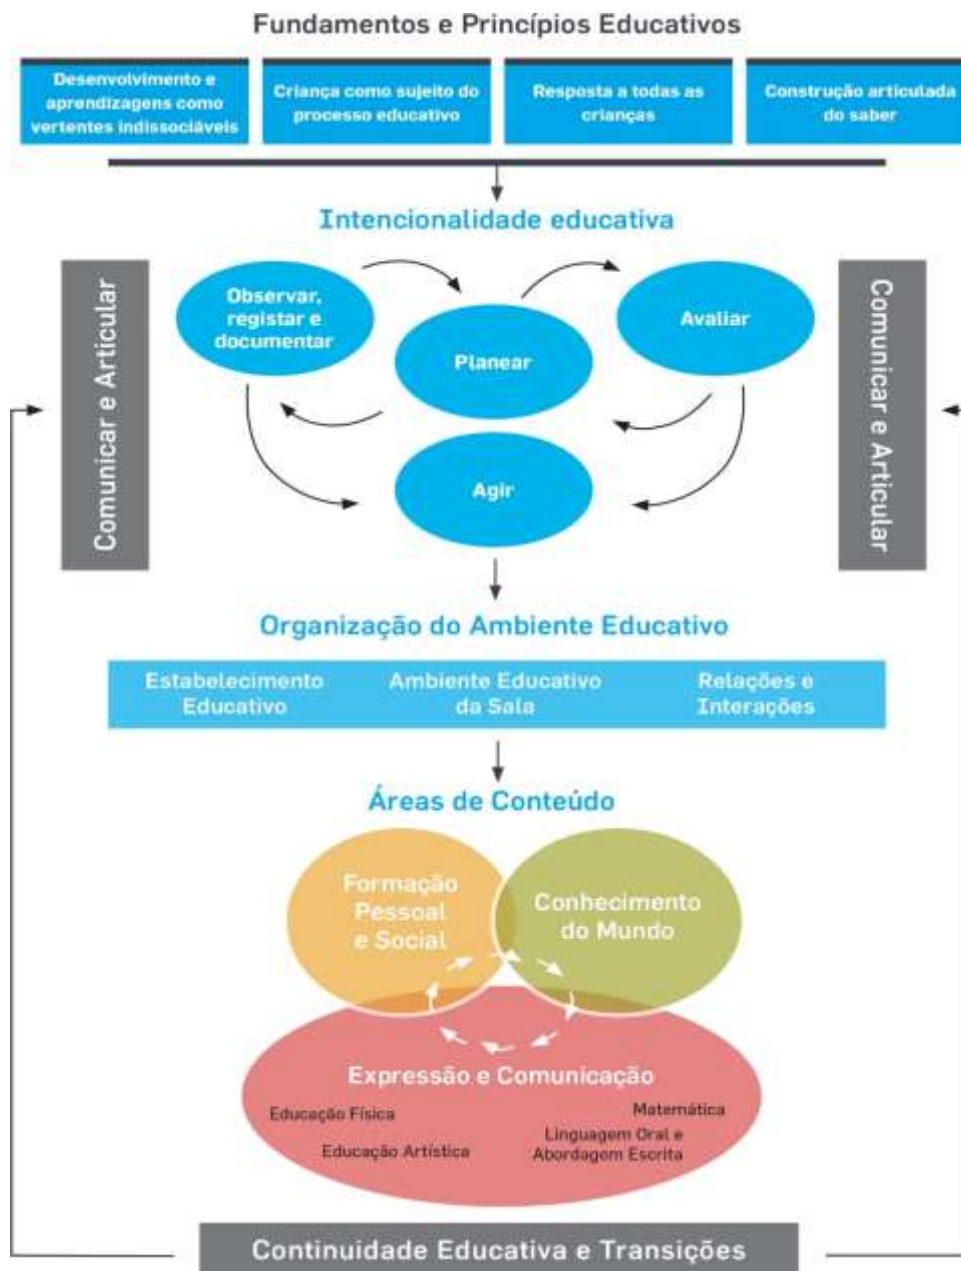 Fundamentos e Princípios Educativos
Desenvolvimento e
aprendizagens como
vertentes indissociáveis
Criança como sujeito do
processo educativo
Resposta a todas as
crianças
Construção articulada
do saber
Intencionalidade educativa
Comunicar e Articular
Observar,
registar e
documentar
Planear
Avaliar
Agir
Comunicar e Articular
Organização do Ambiente Educativo
Estabelecimento
Educativo
Ambiente Educativo
da Sala
Relações e
Interações
Áreas de Conteúdo
Formação
Pessoal
e Social
Conhecimento
do Mundo
Expressão e Comunicação
Educação Física
Educação Artística
Matemática
Linguagem Oral e
Abordagem Escrita
Continuidade Educativa e Transições